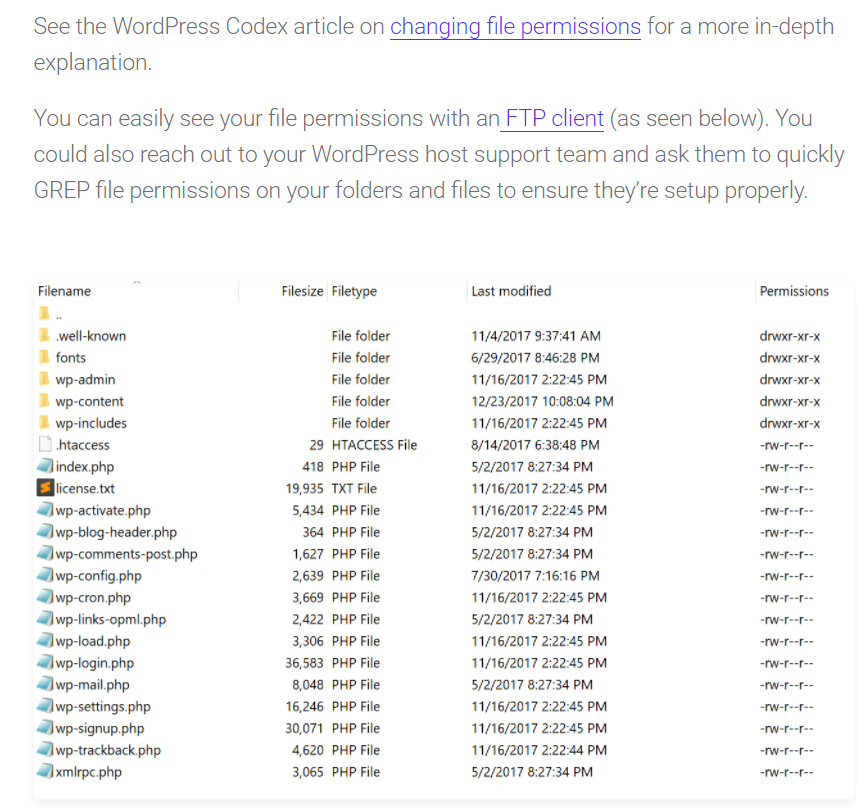 See the WordPress Codex article on changing file permissions for a more in-depth
explanation.
You can easily see your file permissions with an FTP client (as seen below). You
could also reach out to your WordPress host support team and ask them to quickly
GREP file permissions on your folders and files to ensure they’re setup properly.
Filename Filesize Filetype Last modified Permissions
..
.well-known File folder 11/4/2017 9:37:41 AM drwxr-xr-x
fonts File folder 6/29/2017 8:46:28 PM drwxr-xr-x
wp-admin File folder 11/16/2017 2:22:45 PM drwxr-xr-x
wp-content File folder 12/23/2017 10:08:04 PM drwxr-xr-x
wp-includes File folder 11/16/2017 2:22:45 PM drwxr-xr-x
.htaccess 29 HTACCESS File 8/14/2017 6:38:48 PM -rw-r--r--
index.php 418 PHP File 5/2/2017 8:27:34 PM -rw-r--r--
license.txt 19,935 TXT File 11/16/2017 2:22:45 PM -rw-r--r--
wp-activate.php 5,434 PHP File 11/16/2017 2:22:45 PM -rw-r--r--
wp-blog-header.php 364 PHP File 5/2/2017 8:27:34 PM -rw-r--r--
wp-comments-post.php 1,627 PHP File 5/2/2017 8:27:34 PM -rw-r--r--
wp-config.php 2,639 PHP File 7/30/2017 7:16:16 PM -rw-r--r--
wp-cron.php 3,669 PHP File 11/16/2017 2:22:45 PM -rw-r--r--
wp-links-opml.php 2,422 PHP File 5/2/2017 8:27:34 PM -rw-r--r--
wp-load.php 3,306 PHP File 11/16/2017 2:22:45 PM -rw-r--r--
wp-login.php 36,583 PHP File 11/16/2017 2:22:45 PM -rw-r--r--
wp-mail.php 8,048 PHP File 5/2/2017 8:27:34 PM -rw-r--r--
wp-settings.php 16,246 PHP File 11/16/2017 2:22:45 PM -rw-r--r--
wp-signup.php 30,071 PHP File 11/16/2017 2:22:45 PM -rw-r--r--
wp-trackback.php 4,620 PHP File 11/16/2017 2:22:44 PM -rw-r--r--
xmlrpc.php 3,065 PHP File 5/2/2017 8:27:34 PM -rw-r--r--